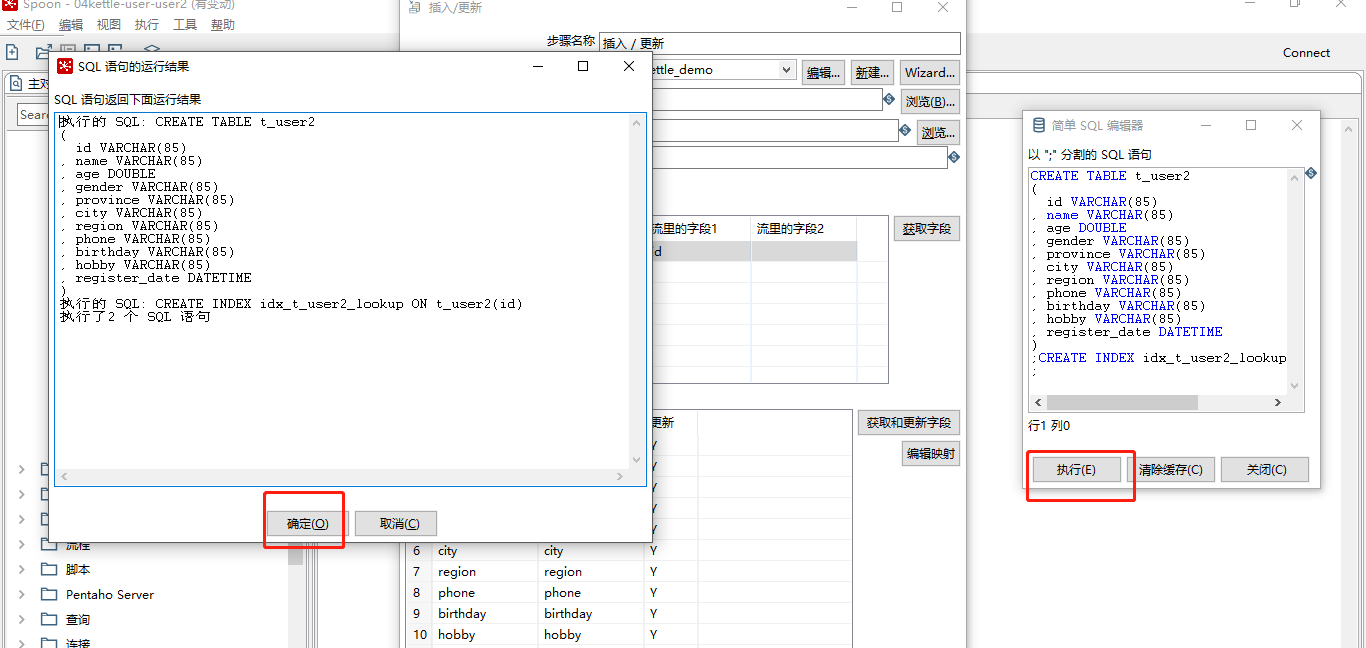 Spoon - 04kettle-user-user2 (有变动)
文件(F) 编辑 视图 执行 工具 帮助
Connect
主对
Sear
流程
脚本
Pentaho Server
查询
连接
插入/更新
步骤名称 插入 / 更新
ettle_demo 编辑... 新建... Wizard...
浏览(B)...
浏览...
流里的字段1 流里的字段2 获取字段
id
更新 获取和更新字段
编辑映射
Y
Y
Y
Y
Y
6 city city Y
7 region region Y
8 phone phone Y
9 birthday birthday Y
10 hobby hobby Y
SQL 语句的运行结果
SQL 语句返回下面运行结果
执行的 SQL: CREATE TABLE t_user2
(
id VARCHAR(85)
, name VARCHAR(85)
, age DOUBLE
, gender VARCHAR(85)
, province VARCHAR(85)
, city VARCHAR(85)
, region VARCHAR(85)
, phone VARCHAR(85)
, birthday VARCHAR(85)
, hobby VARCHAR(85)
, register_date DATETIME
)
执行的 SQL: CREATE INDEX idx_t_user2_lookup ON t_user2(id)
执行了2 个 SQL 语句
确定(O) 取消(C)
简单 SQL 编辑器
以 ";" 分割的 SQL 语句
CREATE TABLE t_user2
(
id VARCHAR(85)
, name VARCHAR(85)
, age DOUBLE
, gender VARCHAR(85)
, province VARCHAR(85)
, city VARCHAR(85)
, region VARCHAR(85)
, phone VARCHAR(85)
, birthday VARCHAR(85)
, hobby VARCHAR(85)
, register_date DATETIME
)
;CREATE INDEX idx_t_user2_lookup
;
行1 列0
执行(E) 清除缓存(C) 关闭(C)